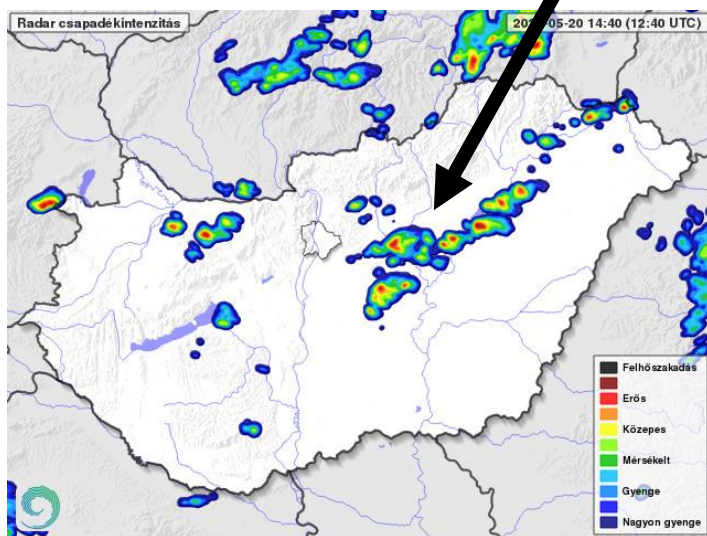 Radar csapadékintenzitás
05-20 14:40 (12:40 UTC)
Felhőszakadás
Erős
Közepes
Mérsékelt
Gyenge
Nagyon gyenge